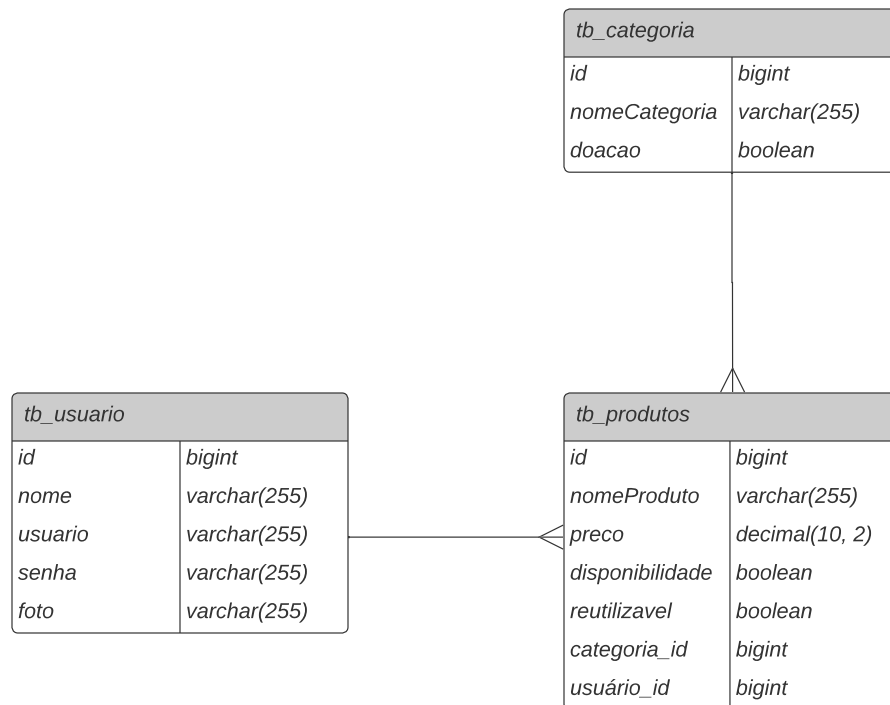 tb_categoria
id bigint
nomeCategoria varchar(255)
doacao boolean
tb_usuario
id bigint
nome varchar(255)
usuario varchar(255)
senha varchar(255)
foto varchar(255)
tb_produtos
id bigint
nomeProduto varchar(255)
preco decimal(10, 2)
disponibilidade boolean
reutilizavel boolean
categoria_id bigint
usuário_id bigint